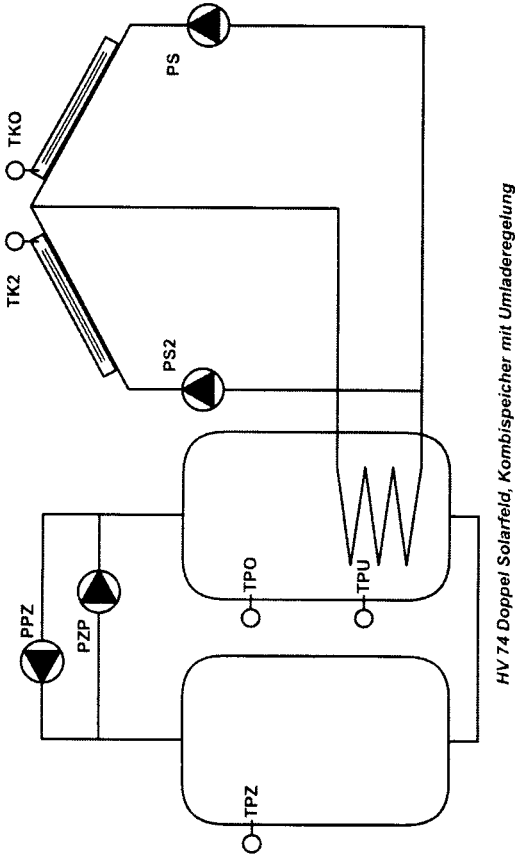 TK2
TKO
PS2
PS
PPZ
PZP
TPZ
TPO
TPU
HV 74 Doppel Solarfeld, Kombispeicher mit Umladeregelung